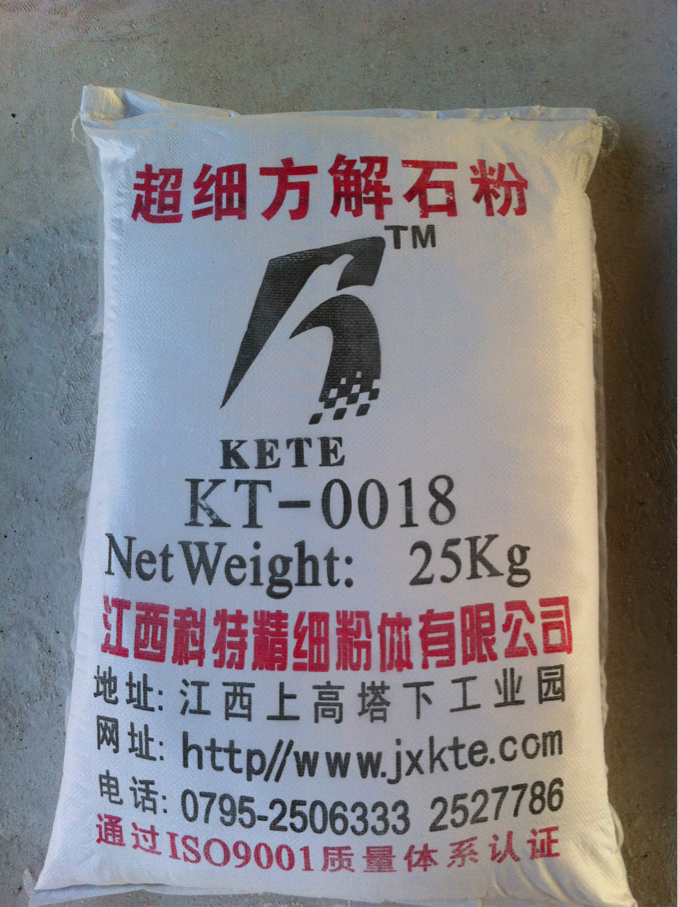 超细方解石粉
TM
KETE
KT-0018
Net Weight: 25Kg
江西科特精细粉体有限公司
地址: 江西上高塔下工业园
网址: http//www.jxkte.com
电话: 0795-2506333 2527786
通过ISO9001质量体系认证